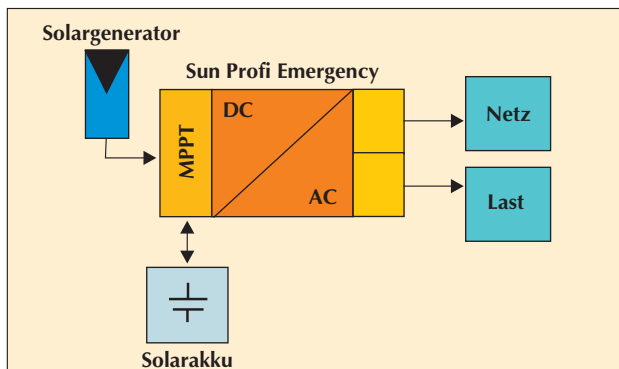 Solargenerator
Sun Profi Emergency
MPPT
DC
AC
Netz
Last
Solarakku